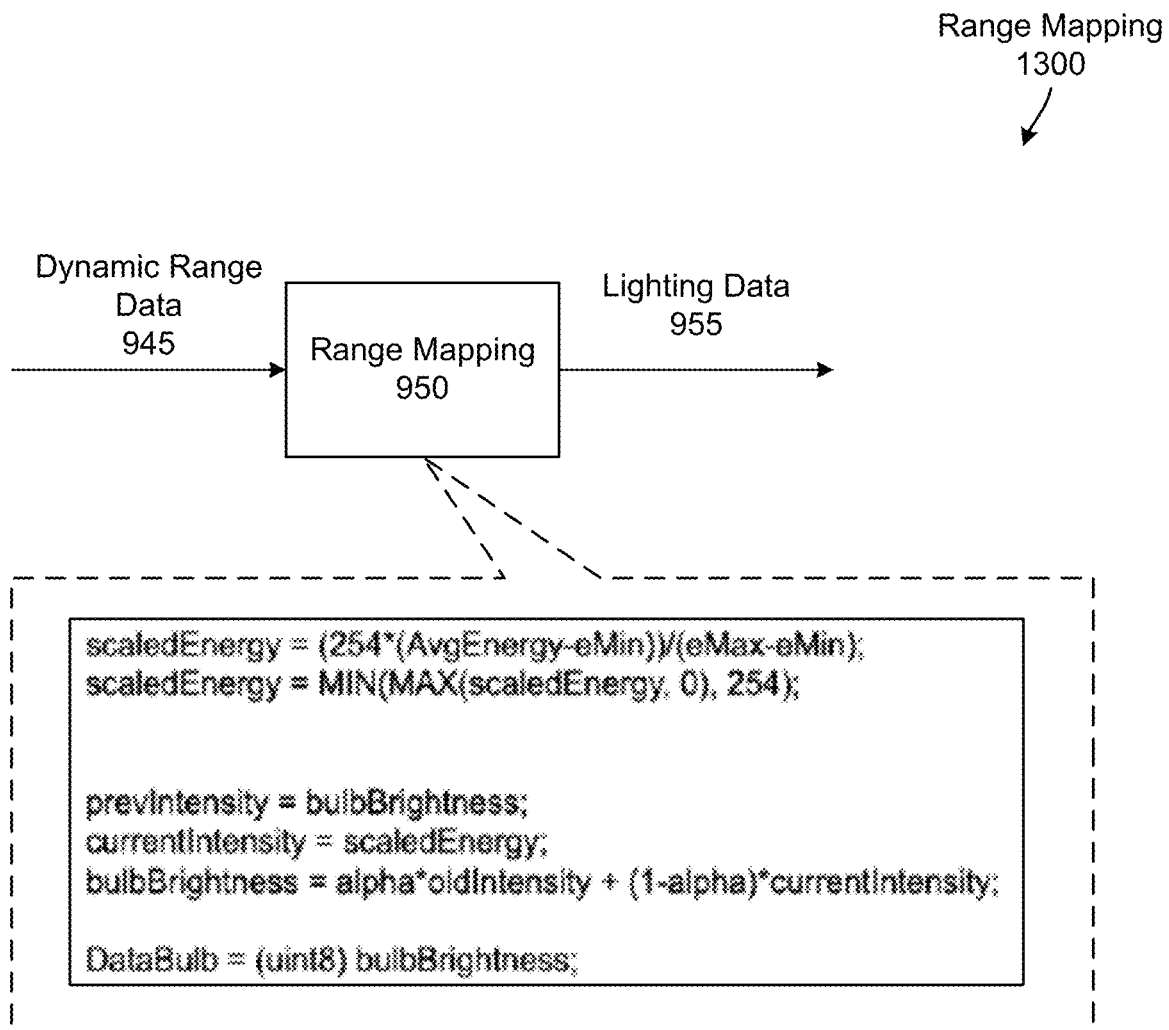 Range Mapping
1300
Dynamic Range
Data
945
Range Mapping
950
Lighting Data
955
scaledEnergy = (254*(AvgEnergy-eMin))/(eMax-eMin);
scaledEnergy = MIN(MAX(scaledEnergy, 0), 254);
prevIntensity = bulbBrightness;
currentIntensity = scaledEnergy;
bulbBrightness = alpha*oldIntensity + (1-alpha)*currentIntensity;
DataBulb = (uint8) bulbBrightness;